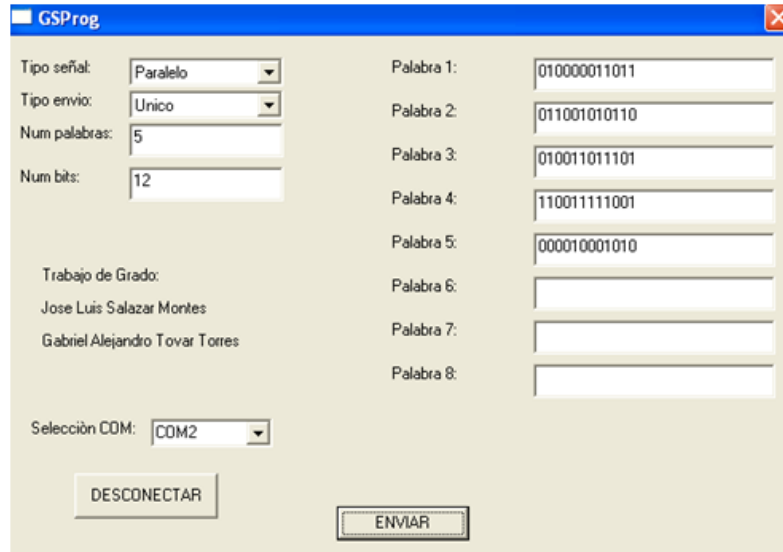 GSProg
Tipo señal: Paralelo
Tipo envio: Unico
Num palabras: 5
Num bits: 12
Trabajo de Grado:
Jose Luis Salazar Montes
Gabriel Alejandro Tovar Torres
Selecciòn COM: COM2
DESCONECTAR
Palabra 1: 010000011011
Palabra 2: 011001010110
Palabra 3: 010011011101
Palabra 4: 110011111001
Palabra 5: 000010001010
Palabra 6:
Palabra 7:
Palabra 8:
ENVIAR